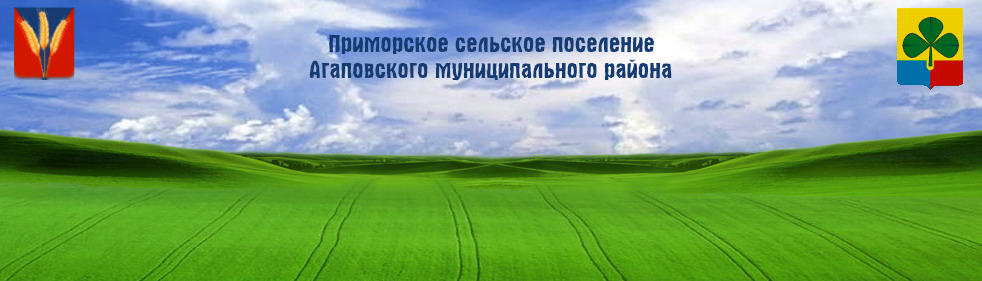 Приморское сельское поселение
Агаповского муниципального района